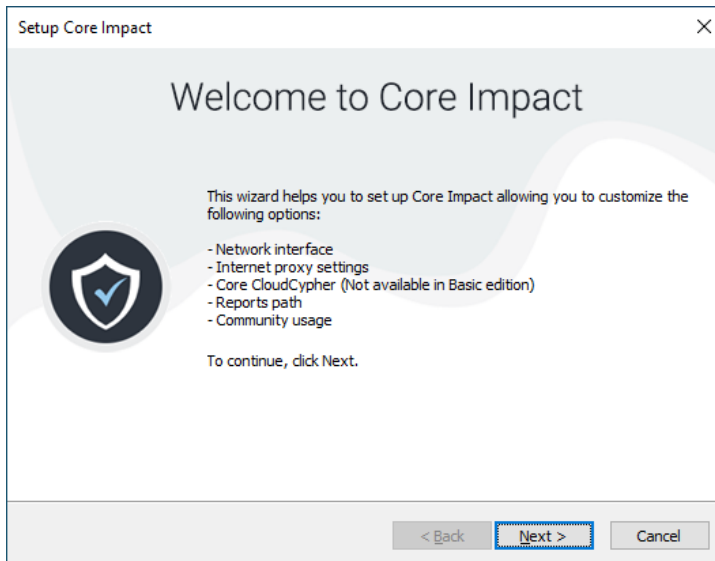 Setup Core Impact
Welcome to Core Impact
This wizard helps you to set up Core Impact allowing you to customize the
following options:
- Network interface
- Internet proxy settings
- Core CloudCypher (Not available in Basic edition)
- Reports path
- Community usage
To continue, click Next.
< Back
Next >
Cancel